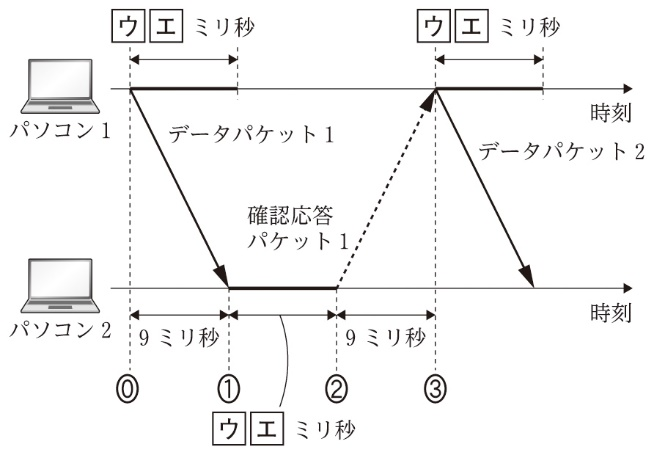 ウ エ ミリ秒
ウ エ ミリ秒
パソコン1
データパケット1
時刻
データパケット2
確認応答
パケット1
パソコン2
9 ミリ秒
9 ミリ秒
時刻
⓪
①
②
③
ウ エ ミリ秒